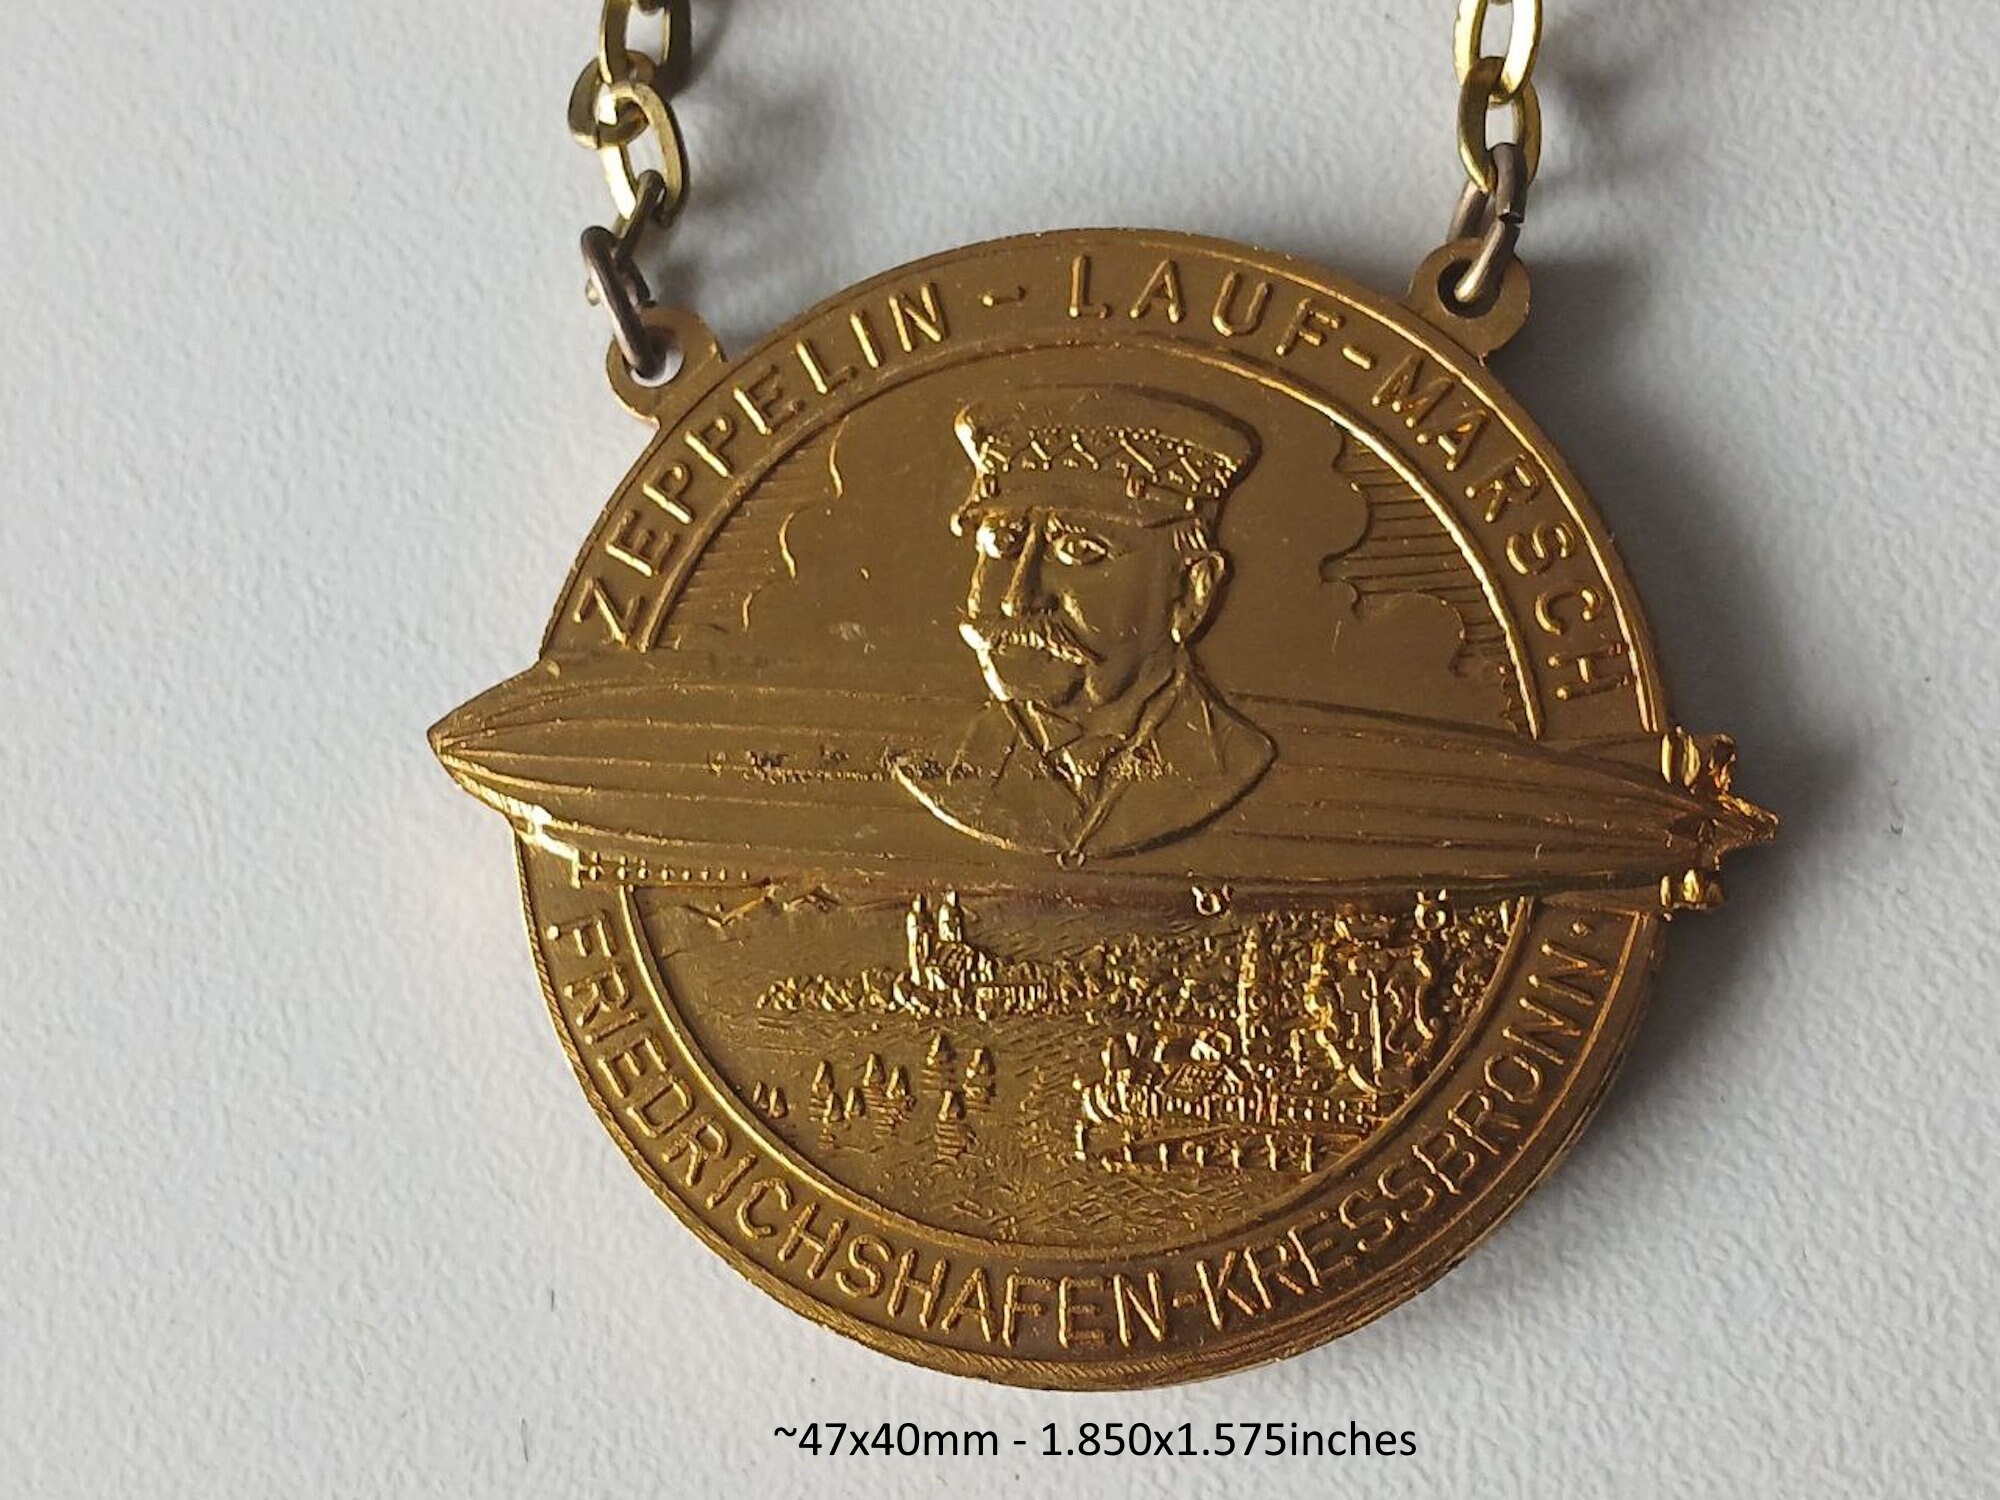 ZEPPELIN - LAUF-MARSCH
FRIEDRICHSHAFEN-KRESSBRONN.
~47x40mm - 1.850x1.575inches